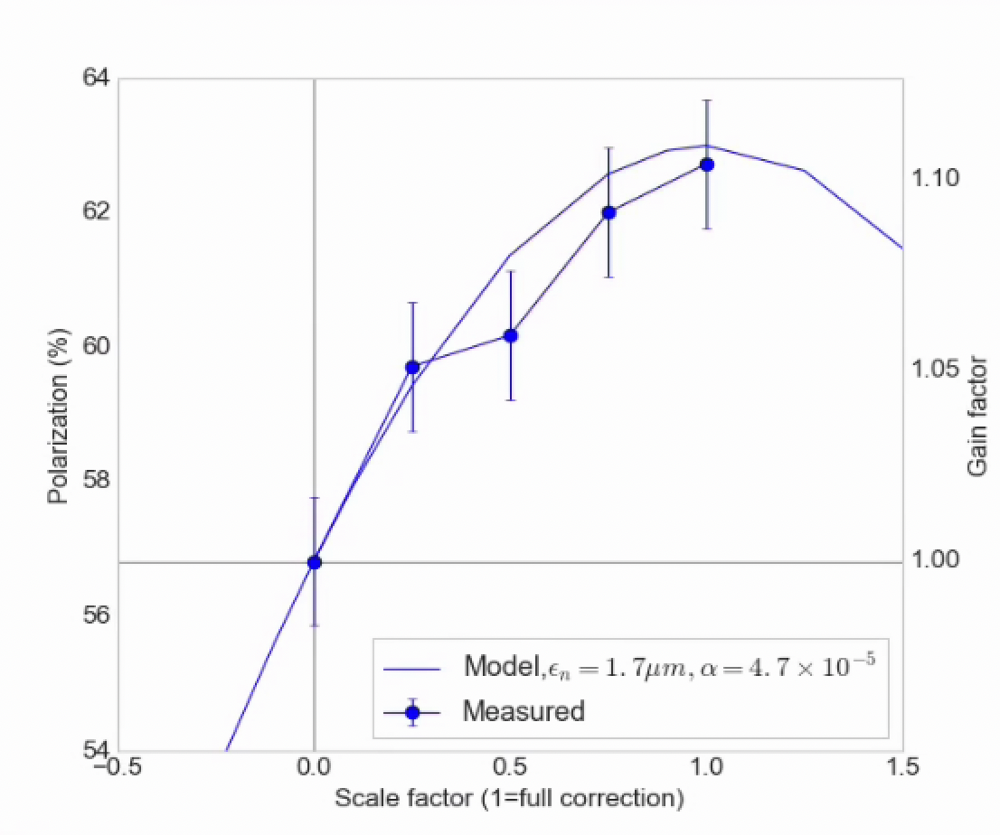 64
62
60
58
56
54
Polarization (%)
−0.5
0.0
0.5
1.0
1.5
Scale factor (1=full correction)
1.10
1.05
1.00
Gain factor
Model,ϵₙ = 1.7μm, α = 4.7 × 10⁻⁵
Measured